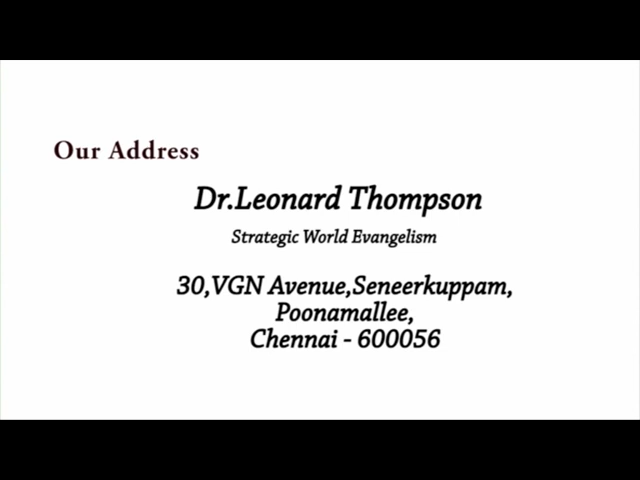 Our Address
Dr.Leonard Thompson
Strategic World Evangelism
30,VGN Avenue,Seneerkuppam,
Poonamallee,
Chennai - 600056